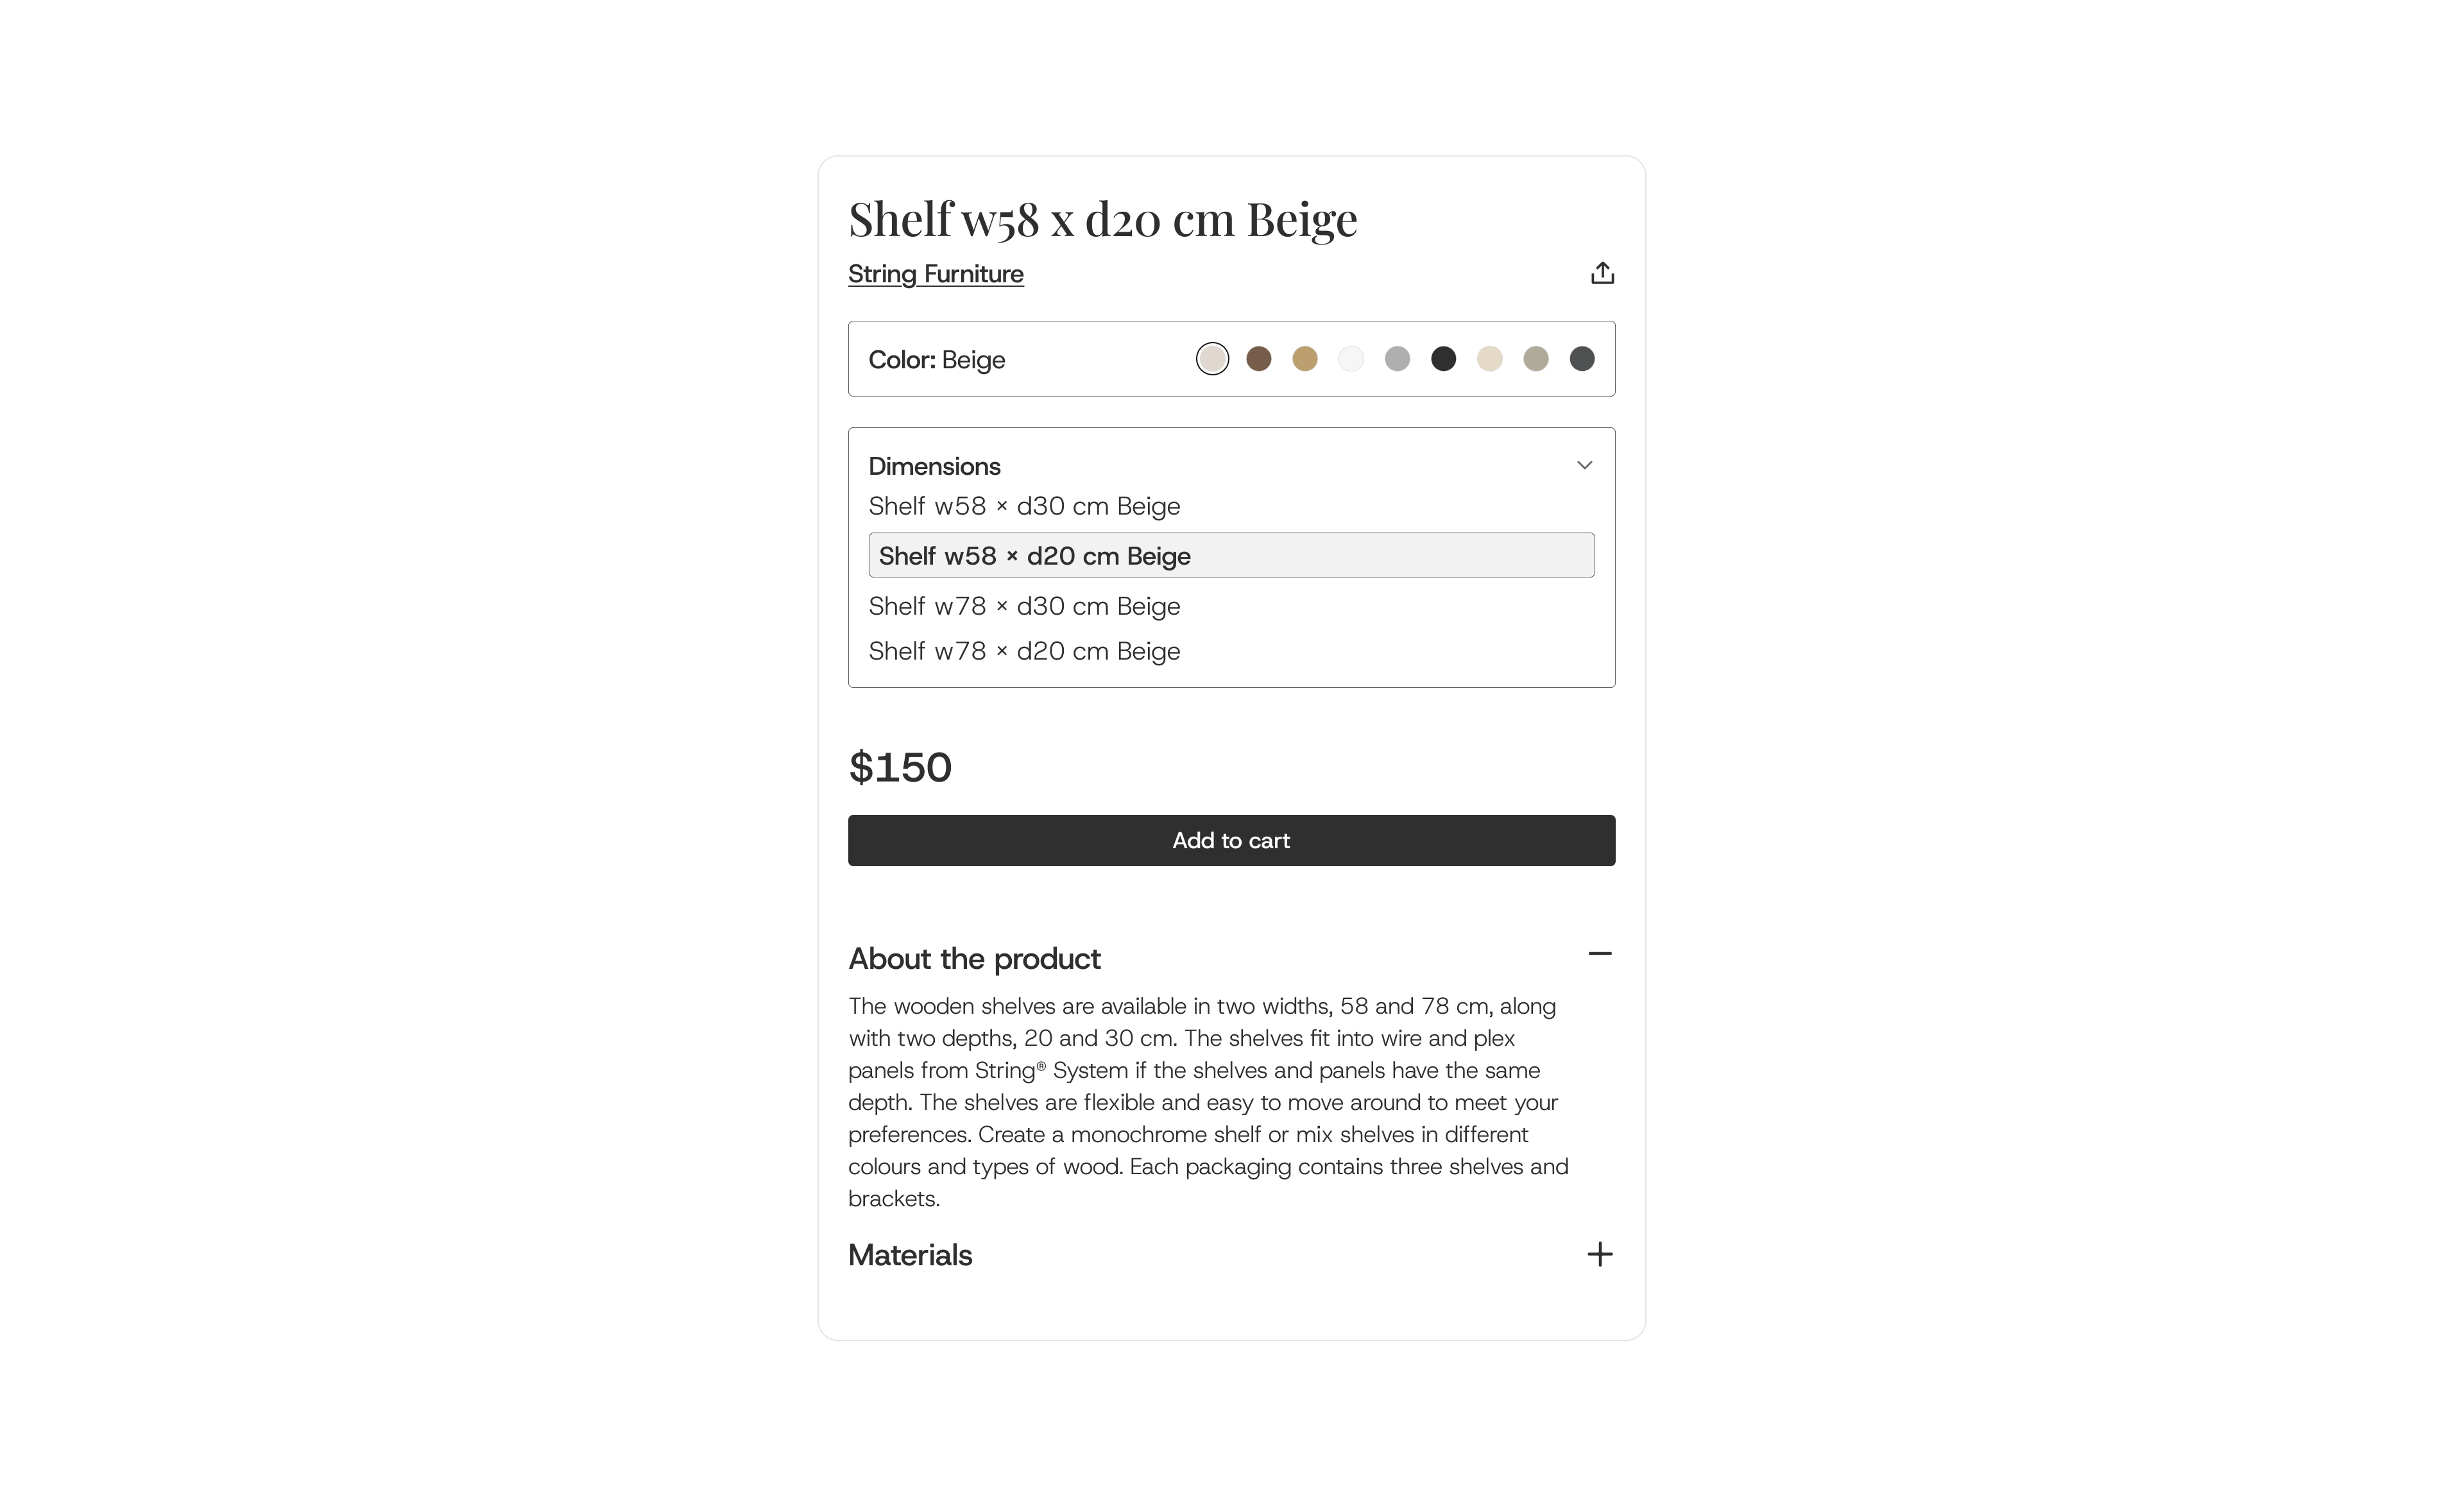 Shelf w58 x d20 cm Beige
String Furniture
Color: Beige
Dimensions
Shelf w58 × d30 cm Beige
Shelf w58 × d20 cm Beige
Shelf w78 × d30 cm Beige
Shelf w78 × d20 cm Beige
$150
Add to cart
About the product
The wooden shelves are available in two widths, 58 and 78 cm, along
with two depths, 20 and 30 cm. The shelves fit into wire and plex
panels from String® System if the shelves and panels have the same
depth. The shelves are flexible and easy to move around to meet your
preferences. Create a monochrome shelf or mix shelves in different
colours and types of wood. Each packaging contains three shelves and
brackets.
Materials